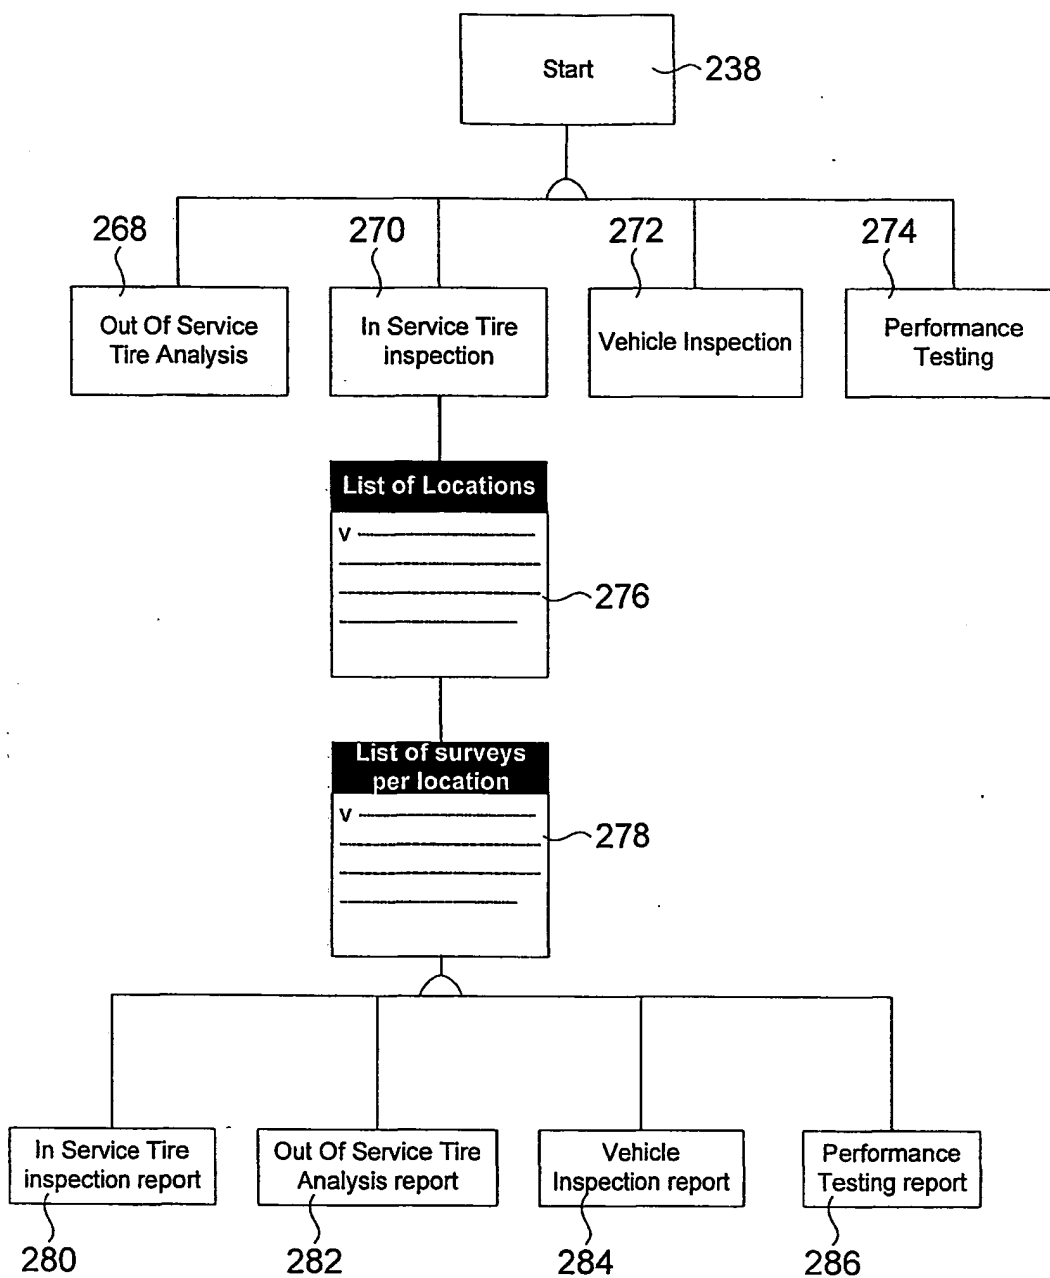 Start
238
268
270
272
274
Out Of Service
Tire Analysis
In Service Tire
inspection
Vehicle Inspection
Performance
Testing
List of Locations
v
276
List of surveys
per location
v
278
In Service Tire
inspection report
Out Of Service Tire
Analysis report
Vehicle
Inspection report
Performance
Testing report
280
282
284
286